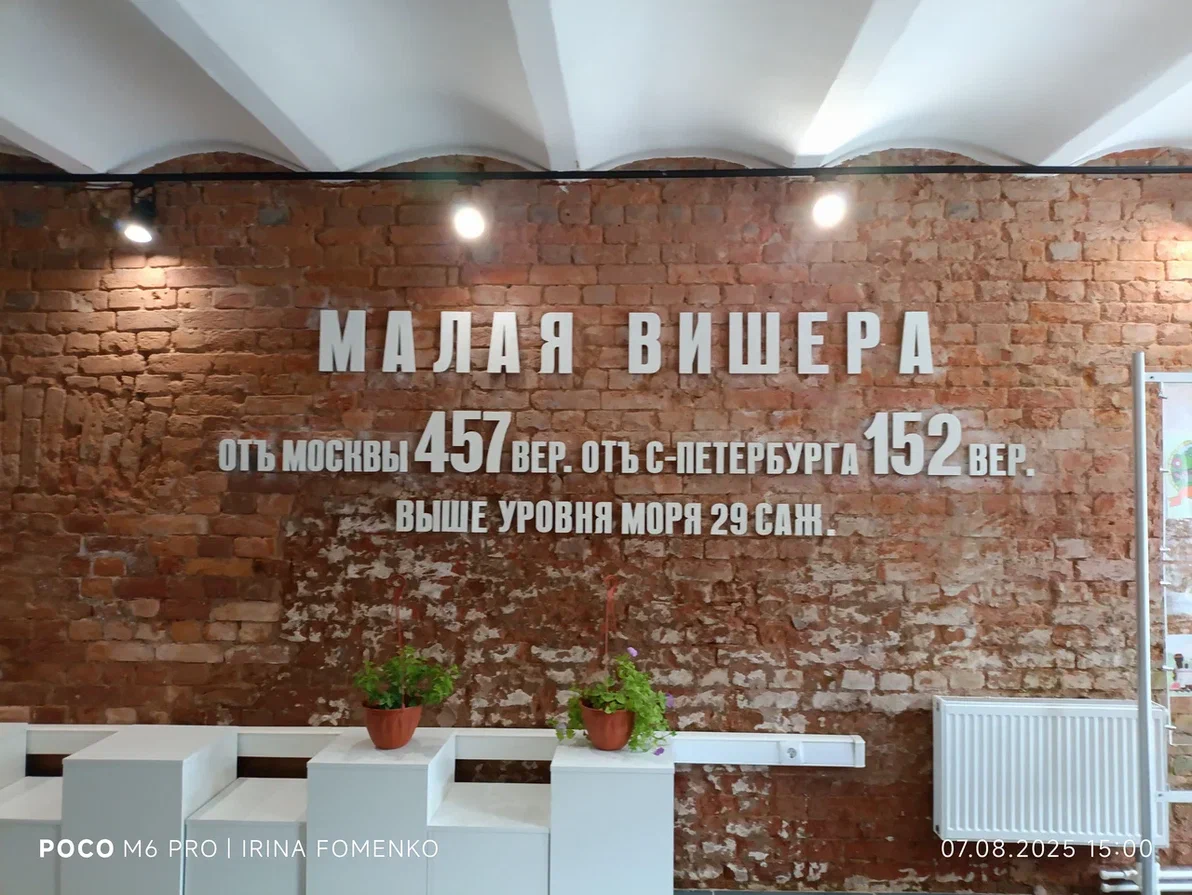 МАЛАЯ ВИШЕРА
ОТЪ МОСКВЫ 457 ВЕР. ОТЪ С-ПЕТЕРБУРГА 152 ВЕР.
ВЫШЕ УРОВНЯ МОРЯ 29 САЖ.
POCO M6 PRO | IRINA FOMENKO
07.08.2025 15:00